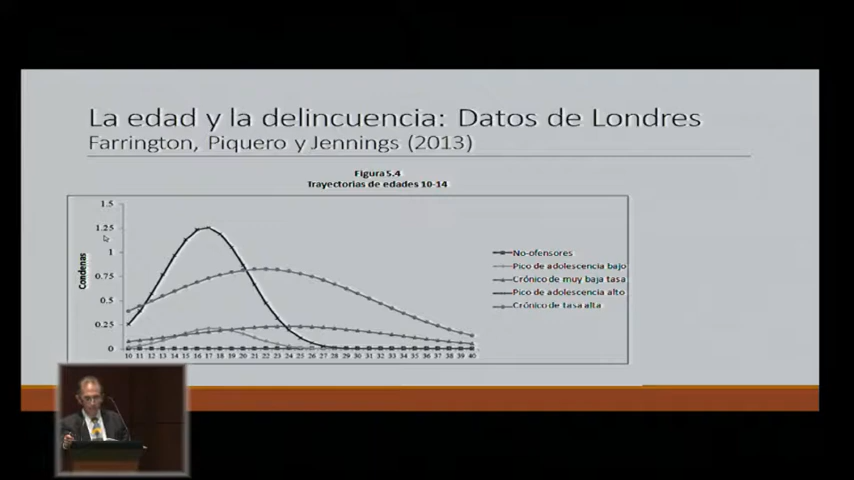 La edad y la delincuencia: Datos de Londres
Farrington, Piquero y Jennings (2013)
Figura 5.4
Trayectorias de edades 10-14
Condenas
1.5
1.25
1
0.75
0.5
0.25
0
10 11 12 13 14 15 16 17 18 19 20 21 22 23 24 25 26 27 28 29 30 31 32 33 34 35 36 37 38 39 40
No-ofensores
Pico de adolescencia bajo
Crónico de muy baja tasa
Pico de adolescencia alto
Crónico de tasa alta